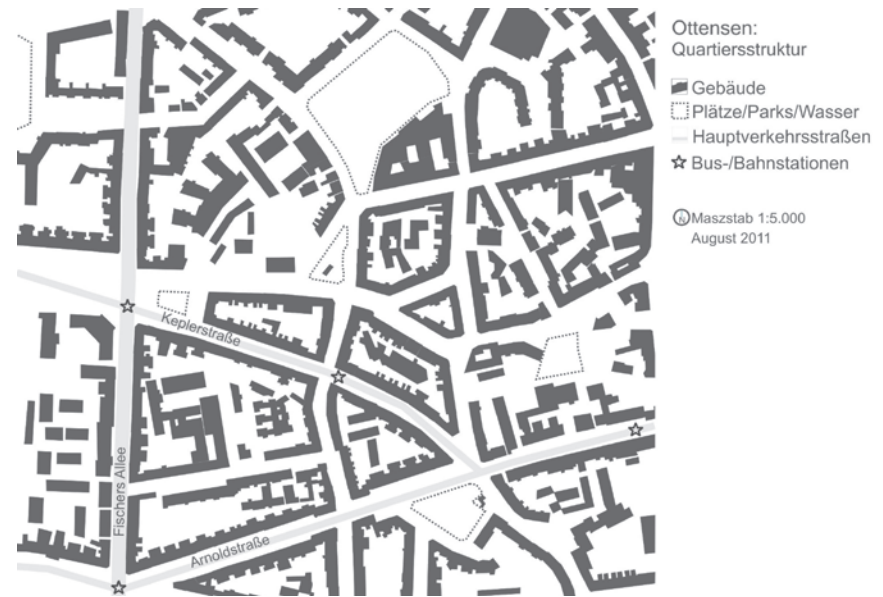 Ottensen:
Quartiersstruktur
Gebäude
Plätze/Parks/Wasser
Hauptverkehrsstraßen
Bus-/Bahnstationen
Maszstab 1:5.000
August 2011
Keplerstraße
Fischers Allee
Arnoldstraße